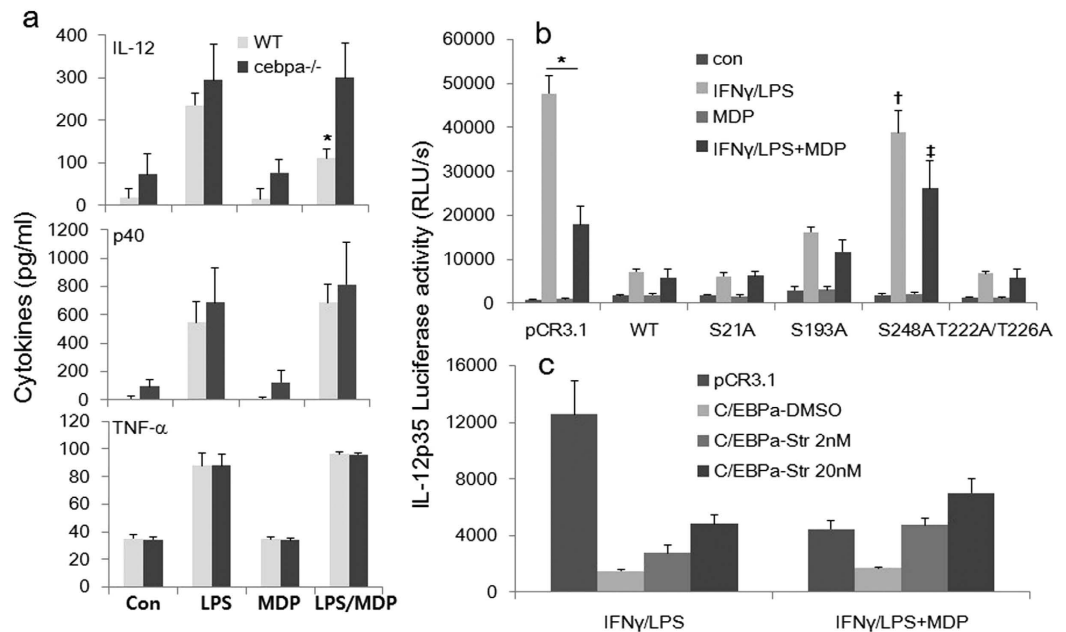 a
IL-12
WT
cebpa-/-
400
300
200
100
0
*
p40
1200
1000
800
600
400
200
0
TNF-α
120
100
80
60
40
20
0
Cytokines (pg/ml)
Con LPS MDP LPS/MDP
b
con
IFNγ/LPS
MDP
IFNγ/LPS+MDP
60000
50000
40000
30000
20000
10000
0
*
†
‡
pCR3.1 WT S21A S193A S248A T222A/T226A
IL-12p35 Luciferase activity (RLU/s)
c
pCR3.1
C/EBPa-DMSO
C/EBPa-Str 2nM
C/EBPa-Str 20nM
16000
12000
8000
4000
0
IFNγ/LPS IFNγ/LPS+MDP